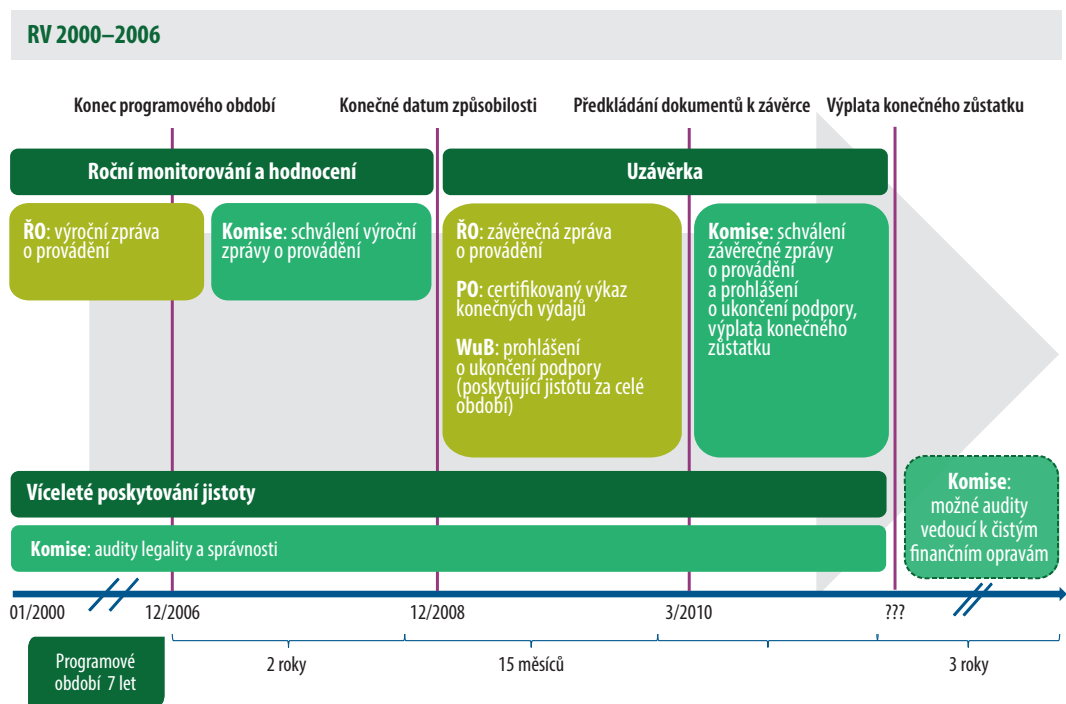 RV 2000–2006
Konec programového období
Konečné datum způsobilosti
Předkládání dokumentů k závěrce
Výplata konečného zůstatku
Roční monitorování a hodnocení
Uzávěrka
ŘO: výroční zpráva
o provádění
Komise: schválení výroční
zprávy o provádění
ŘO: závěrečná zpráva
o provádění
PO: certifikovaný výkaz
konečných výdajů
WuB: prohlášení
o ukončení podpory
(poskytující jistotu za celé
období)
Komise: schválení
závěrečné zprávy
o provádění
a prohlášení
o ukončení podpory,
výplata konečného
zůstatku
Víceleté poskytování jistoty
Komise: audity legality a správnosti
Komise:
možné audity
vedoucí k čistým
finančním opravám
01/2000
12/2006
12/2008
3/2010
???
Programové
období 7 let
2 roky
15 měsíců
3 roky